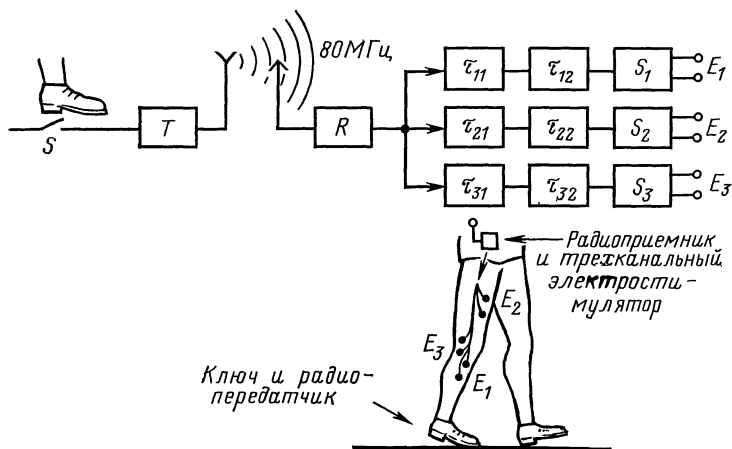 80МГц
S
T
R
τ11 τ12 S1 E1
τ21 τ22 S2 E2
τ31 τ32 S3 E3
Радиоприемник
и трехканальный
электрости-
мулятор
E2
E3
E1
Ключ и радио-
передатчик